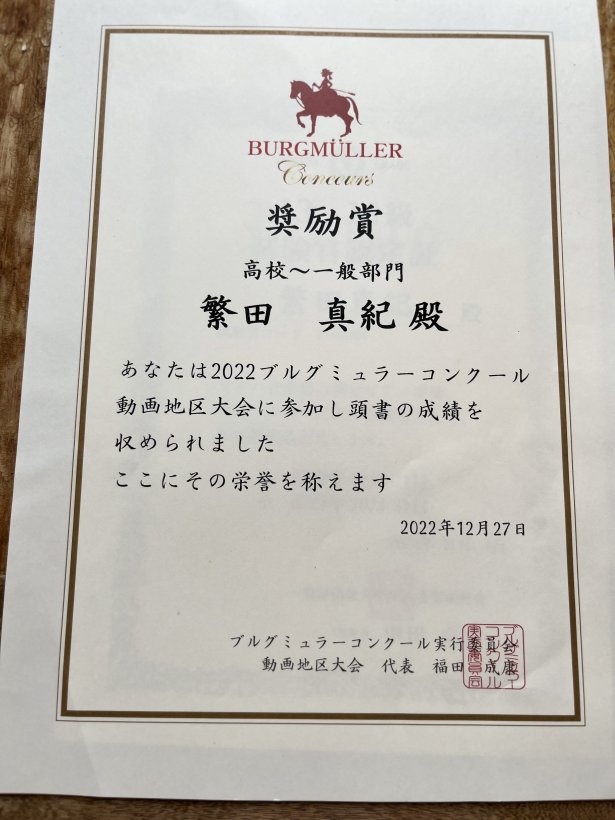 BURGMÜLLER
Concours
奨励賞
高校～一般部門
繁田　真紀 殿
あなたは2022ブルグミュラーコンクール
動画地区大会に参加し頭書の成績を
収められました
ここにその栄誉を称えます
2022年12月27日
ブルグミュラーコンクール実行委員会
動画地区大会　代表　福田　成康